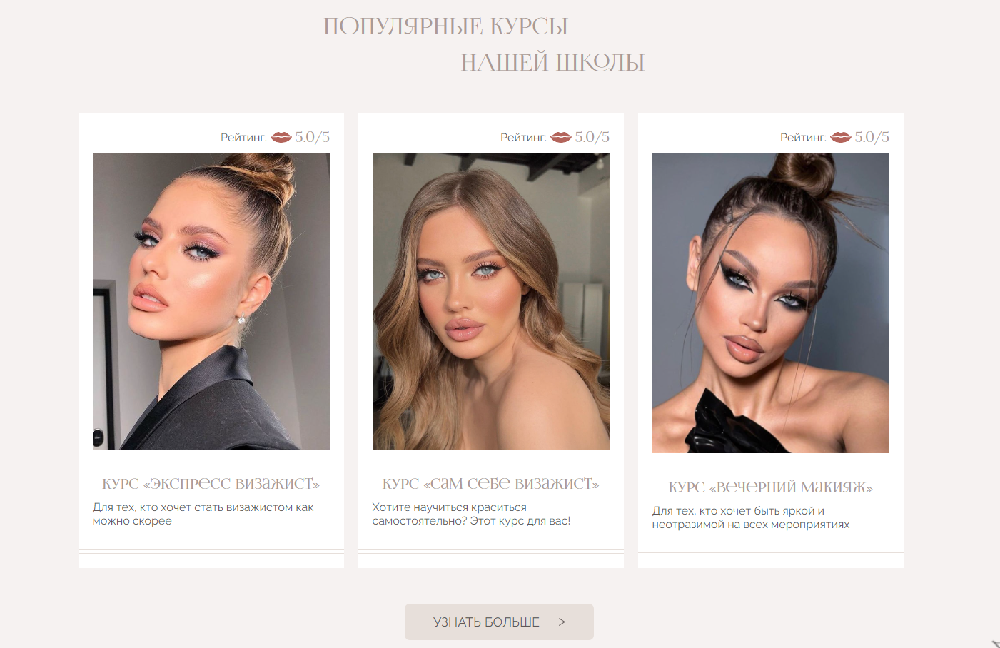 ПОПУЛЯРНЫЕ КУРСЫ
НАШЕЙ ШКОЛЫ
Рейтинг: 5.0/5
Рейтинг: 5.0/5
Рейтинг: 5.0/5
КУРС «ЭКСПРЕСС-ВИЗАЖИСТ»
Для тех, кто хочет стать визажистом как
можно скорее
КУРС «САМ СЕБЕ ВИЗАЖИСТ»
Хотите научиться краситься
самостоятельно? Этот курс для вас!
КУРС «ВЕЧЕРНИЙ МАКИЯЖ»
Для тех, кто хочет быть яркой и
неотразимой на всех мероприятиях
УЗНАТЬ БОЛЬШЕ